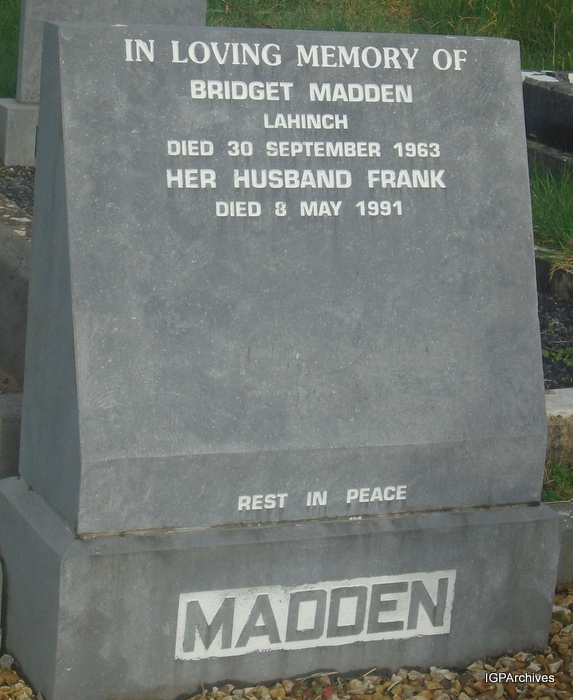 IN LOVING MEMORY OF
BRIDGET MADDEN
LAHINCH
DIED 30 SEPTEMBER 1963
HER HUSBAND FRANK
DIED 8 MAY 1991
REST IN PEACE
MADDEN
IGPArchives